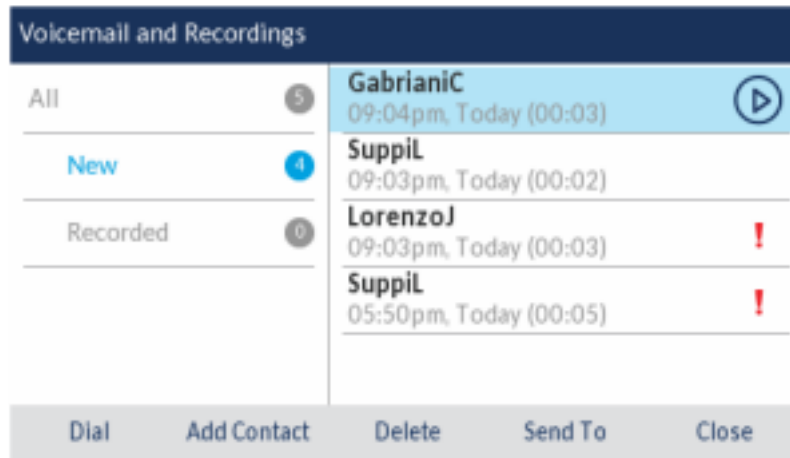 Voicemail and Recordings
All 5
New 4
Recorded 0
GabrianiC
09:04pm, Today (00:03)
SuppiL
09:03pm, Today (00:02)
LorenzoJ
09:03pm, Today (00:03)
!
SuppiL
05:50pm, Today (00:05)
!
Dial Add Contact Delete Send To Close